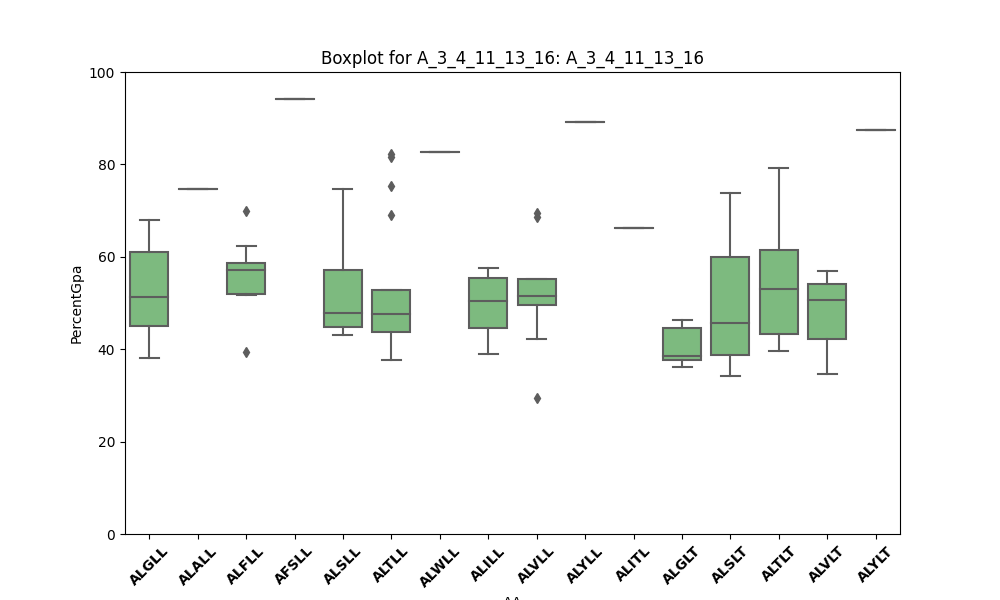 Boxplot for A_3_4_11_13_16: A_3_4_11_13_16
100
80
60
40
20
0
PercentGpa
ALGLL ALALL ALFLL AFSLL ALSLL ALTLL ALWLL ALILL ALVLL ALYLL ALITL ALGLT ALSLT ALTLT ALVLT ALYLT